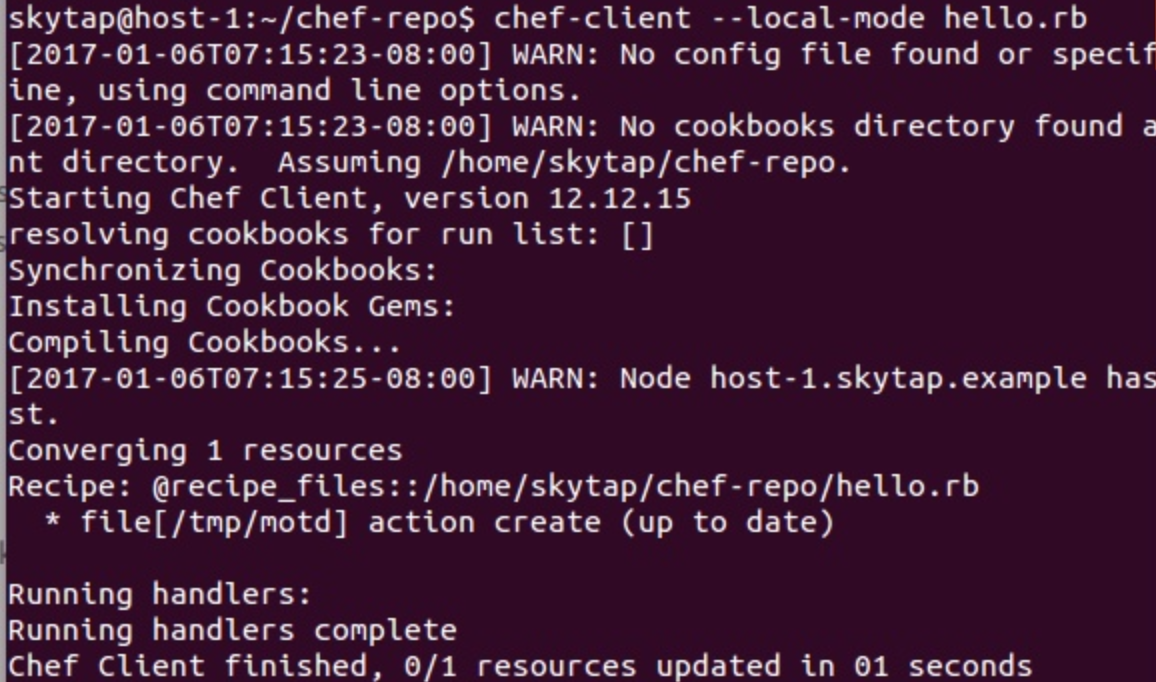 skytap@host-1:~/chef-repo$ chef-client --local-mode hello.rb
[2017-01-06T07:15:23-08:00] WARN: No config file found or specif
ine, using command line options.
[2017-01-06T07:15:23-08:00] WARN: No cookbooks directory found a
nt directory.  Assuming /home/skytap/chef-repo.
Starting Chef Client, version 12.12.15
resolving cookbooks for run list: []
Synchronizing Cookbooks:
Installing Cookbook Gems:
Compiling Cookbooks...
[2017-01-06T07:15:25-08:00] WARN: Node host-1.skytap.example has
st.
Converging 1 resources
Recipe: @recipe_files::/home/skytap/chef-repo/hello.rb
  * file[/tmp/motd] action create (up to date)
Running handlers:
Running handlers complete
Chef Client finished, 0/1 resources updated in 01 seconds